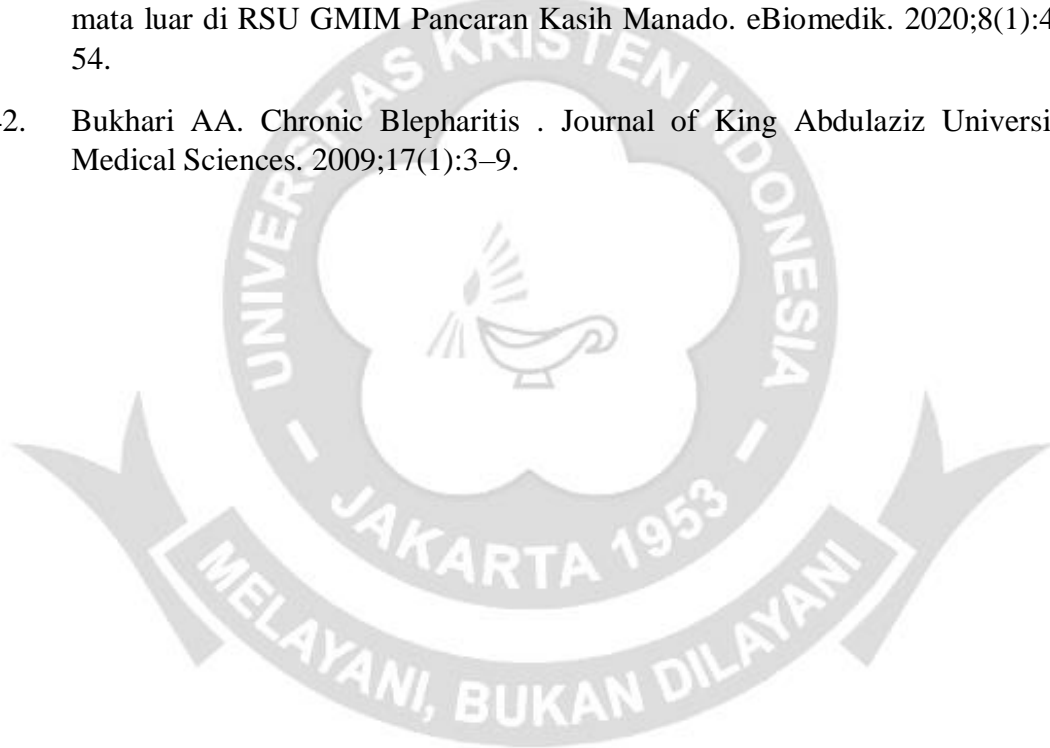 mata luar di RSU GMIM Pancaran Kasih Manado. eBiomedik. 2020;8(1):4
54.
2. Bukhari AA. Chronic Blepharitis . Journal of King Abdulaziz Universi
Medical Sciences. 2009;17(1):3–9.
UNIVERSITAS KRISTEN INDONESIA
JAKARTA 1953
MELAYANI, BUKAN DILAYANI